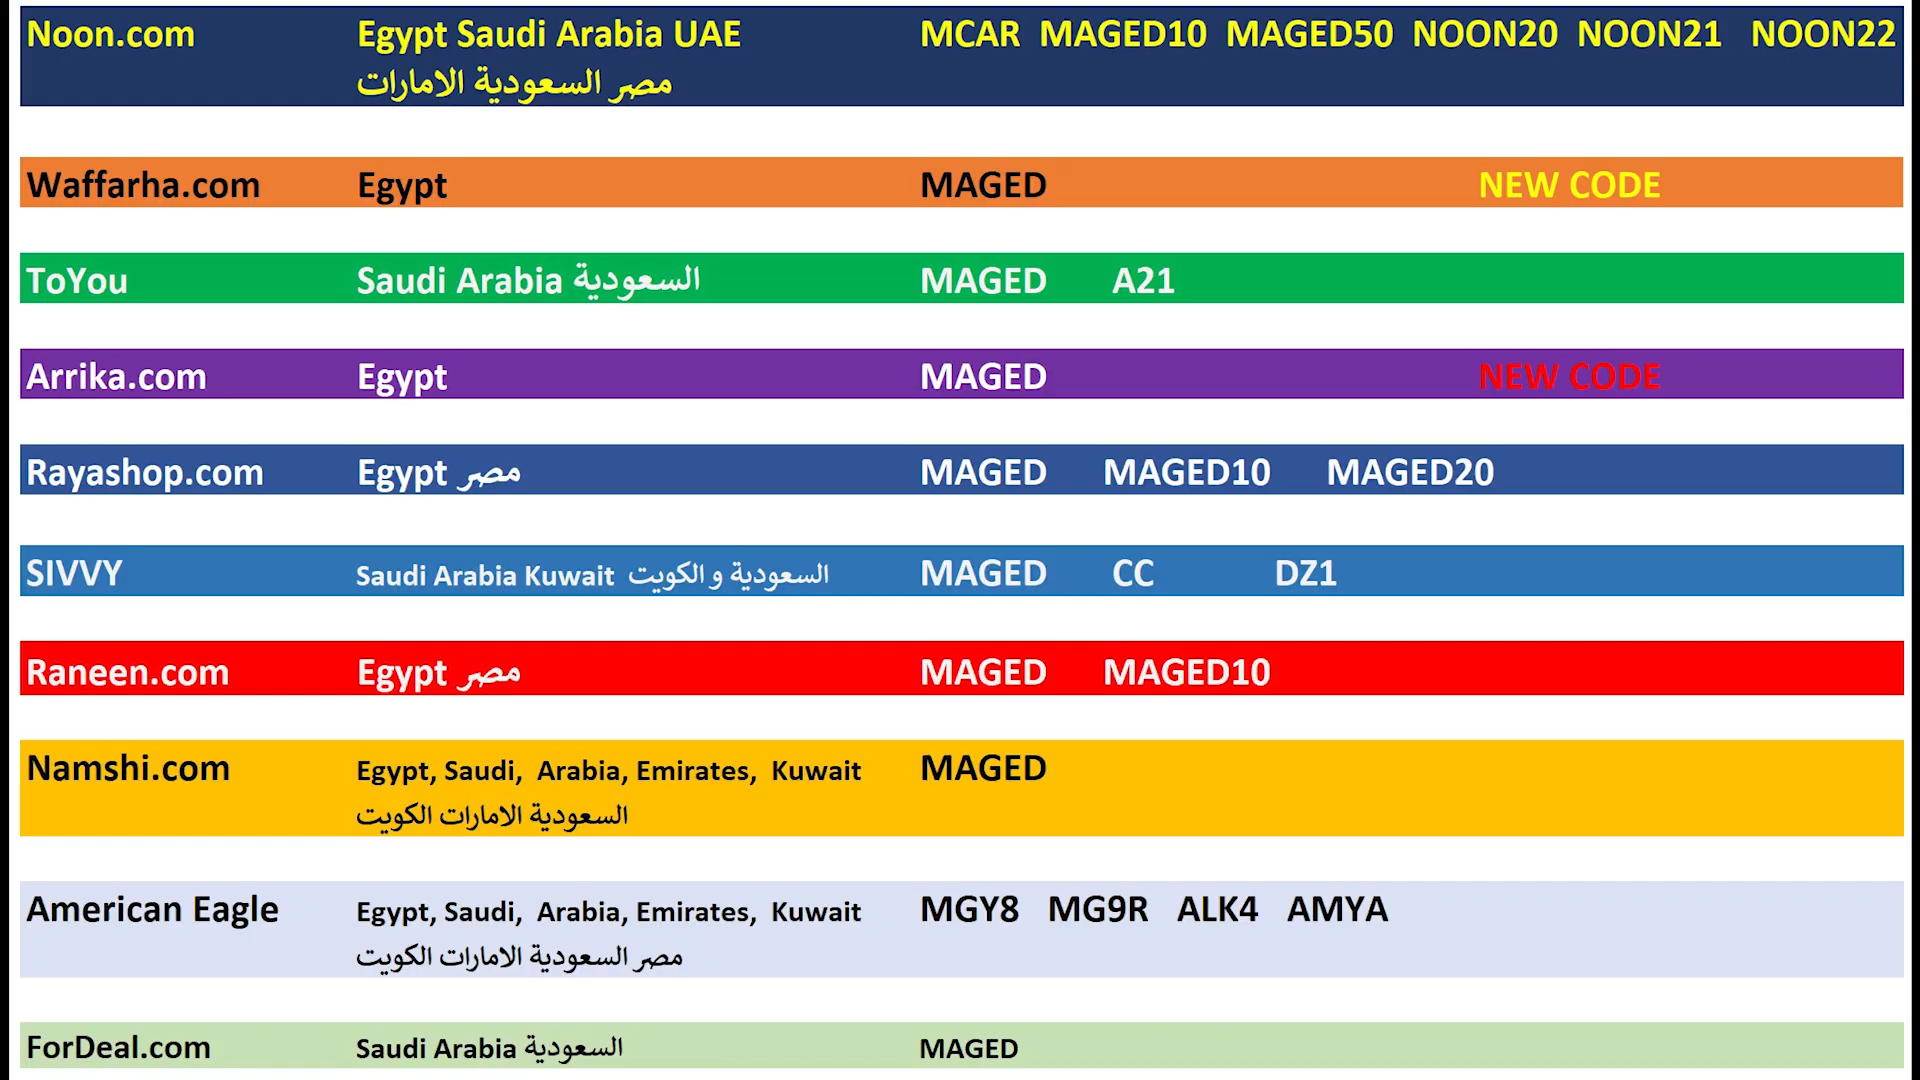 Noon.com Egypt Saudi Arabia UAE MCAR MAGED10 MAGED50 NOON20 NOON21 NOON22
مصر السعودية الامارات
Waffarha.com Egypt MAGED NEW CODE
ToYou Saudi Arabia السعودية MAGED A21
Arrika.com Egypt MAGED NEW CODE
Rayashop.com Egypt مصر MAGED MAGED10 MAGED20
SIVVY Saudi Arabia Kuwait السعودية و الكويت MAGED CC DZ1
Raneen.com Egypt مصر MAGED MAGED10
Namshi.com Egypt, Saudi, Arabia, Emirates, Kuwait MAGED
السعودية الامارات الكويت
American Eagle Egypt, Saudi, Arabia, Emirates, Kuwait MGY8 MG9R ALK4 AMYA
مصر السعودية الامارات الكويت
ForDeal.com Saudi Arabia السعودية MAGED